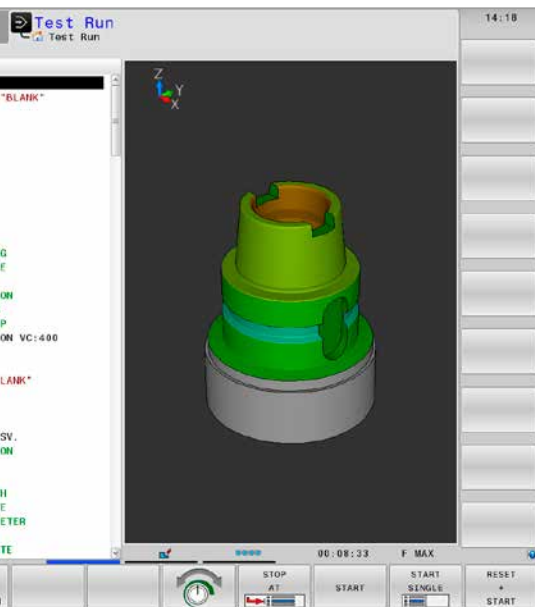 Test Run
Test Run
14:18
"BLANK"
Z
Y
X
G
E
ON
P
ON VC:400
LANK"
SV.
ON
H
E
ETER
TE
00:08:33
F MAX
STOP
AT
START
START
SINGLE
RESET
+
START